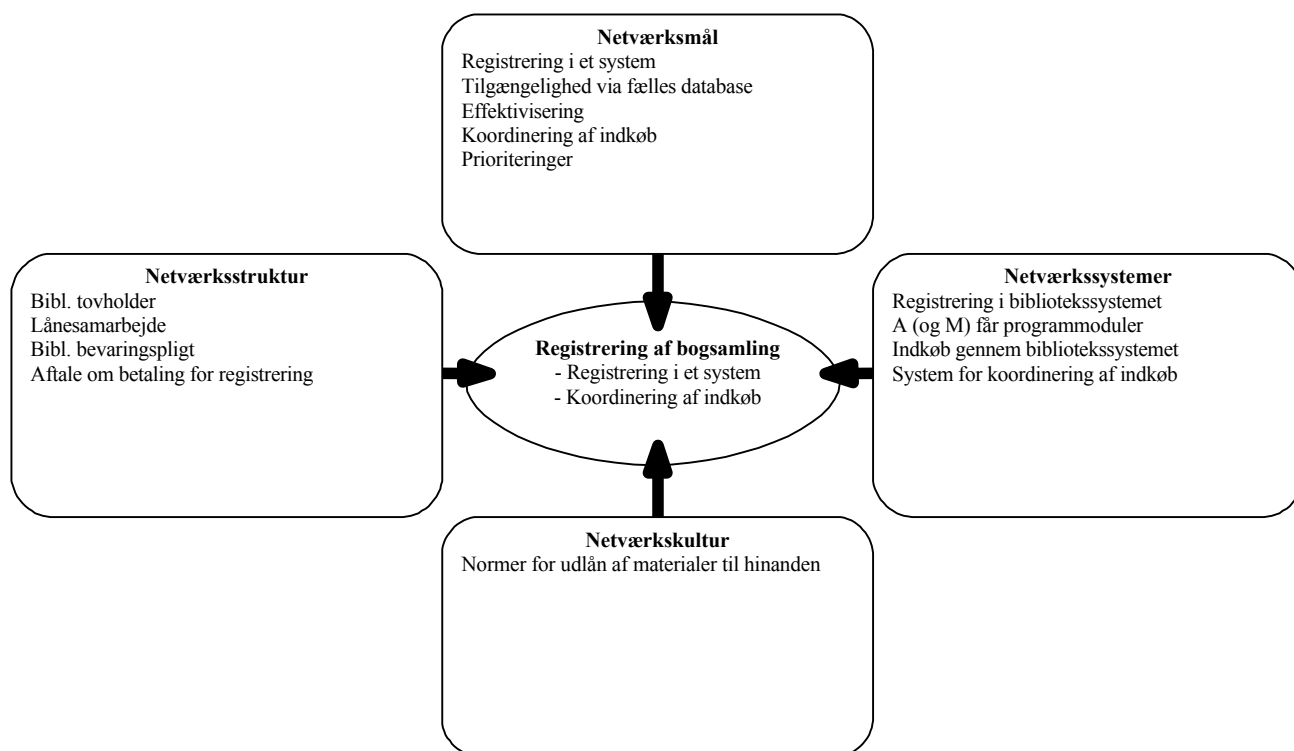 Netværksmål
Registrering i et system
Tilgængelighed via fælles database
Effektivisering
Koordinering af indkøb
Prioriteringer
Netværksstruktur
Bibl. tovholder
Lånesamarbejde
Bibl. bevaringspligt
Aftale om betaling for registrering
Registrering af bogsamling
- Registrering i et system
- Koordinering af indkøb
Netværkssystemer
Registrering i bibliotekssystemet
A (og M) får programmoduler
Indkøb gennem bibliotekssystemet
System for koordinering af indkøb
Netværkskultur
Normer for udlån af materialer til hinanden